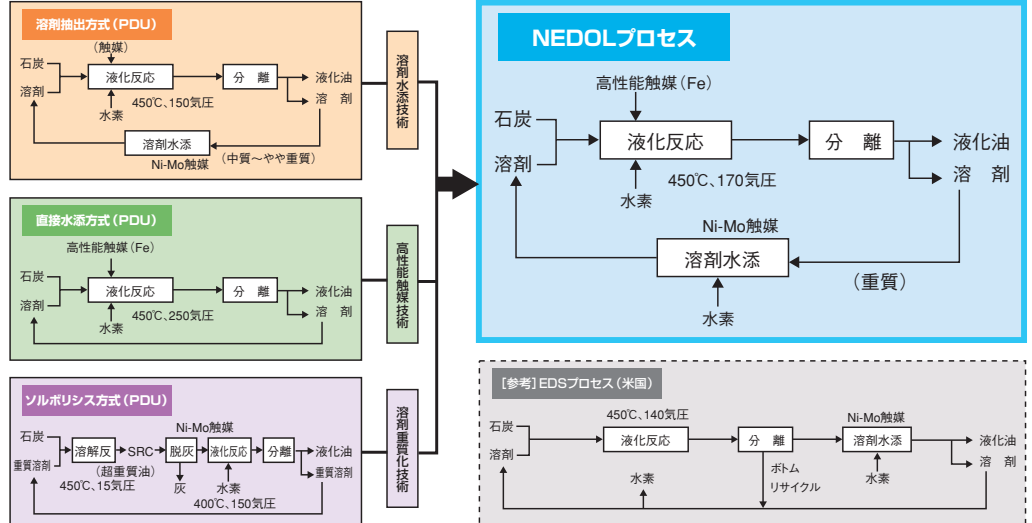 溶剤抽出方式(PDU)
(触媒)
石炭
溶剤
液化反応
分 離
液化油
溶 剤
450℃、150気圧
水素
溶剤水添
Ni-Mo触媒
(中質〜やや重質)
溶剤水添技術
直接水添方式(PDU)
高性能触媒(Fe)
石炭
溶剤
液化反応
分 離
液化油
溶 剤
450℃、250気圧
水素
高性能触媒技術
ソルボリシス方式(PDU)
Ni-Mo触媒
石炭
重質溶剤
溶解反
SRC
脱灰
液化反応
分離
液化油
重質溶剤
(超重質油)
450℃、15気圧
灰
水素
400℃、150気圧
溶剤重質化技術
NEDOLプロセス
高性能触媒(Fe)
石炭
溶剤
液化反応
分 離
液化油
溶 剤
450℃、170気圧
水素
Ni-Mo触媒
溶剤水添
(重質)
水素
[参考]EDSプロセス(米国)
450℃、140気圧
Ni-Mo触媒
石炭
溶剤
液化反応
分 離
溶剤水添
液化油
溶 剤
水素
ボトム
リサイクル
水素